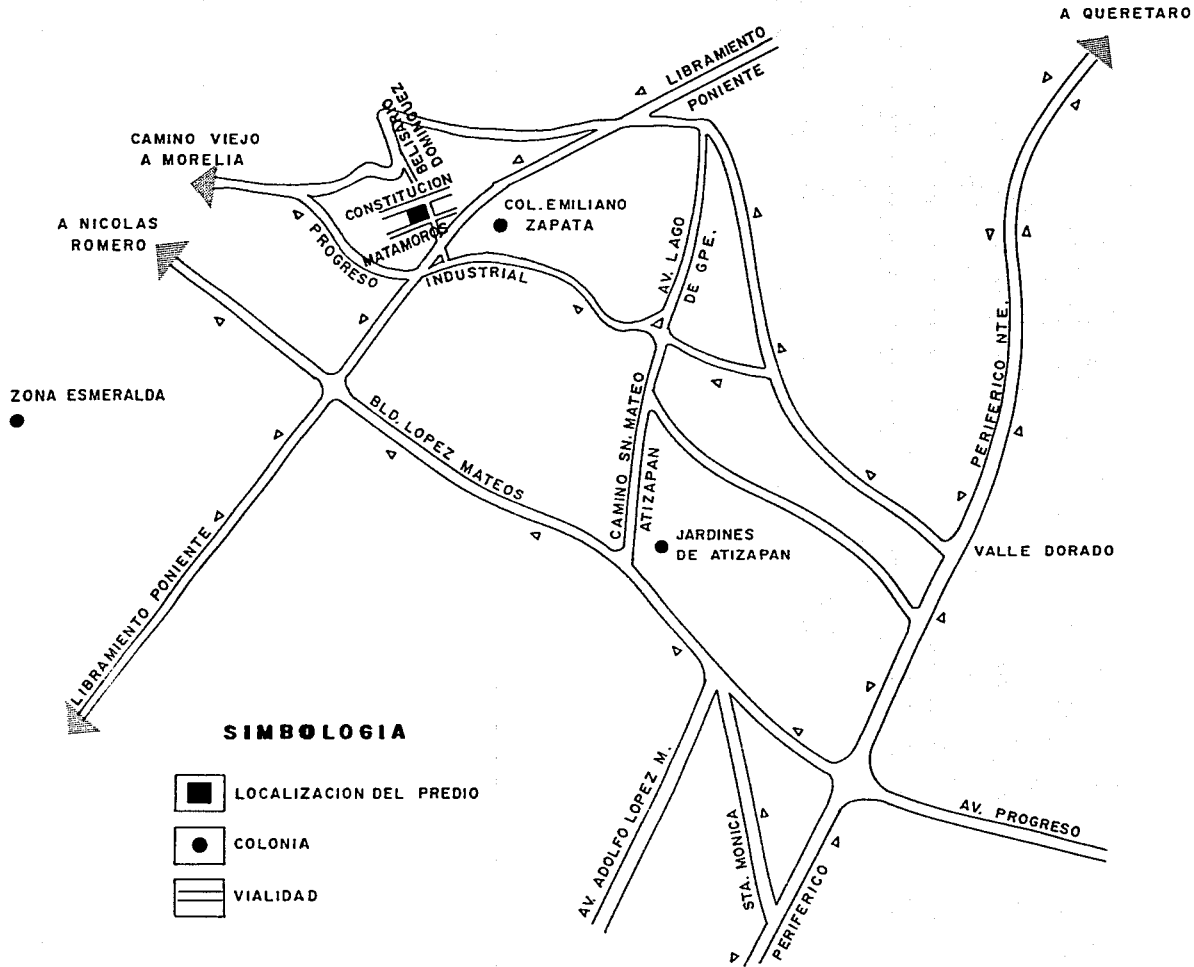 A QUERETARO
LIBRAMIENTO
PONIENTE
BELISARIO
DOMINGUEZ
CAMINO VIEJO
A MORELIA
CONSTITUCION
COL. EMILIANO
ZAPATA
A NICOLAS
ROMERO
PROGRESO
MATAMOROS
INDUSTRIAL
AV. LAGO
DE GPE.
PERIFERICO NTE.
ZONA ESMERALDA
BLD. LOPEZ MATEOS
CAMINO SN. MATEO
ATIZAPAN
JARDINES
DE ATIZAPAN
VALLE DORADO
LIBRAMIENTO PONIENTE
SIMBOLOGIA
LOCALIZACION DEL PREDIO
COLONIA
VIALIDAD
AV. ADOLFO LOPEZ M.
STA. MONICA
PERIFERICO
AV. PROGRESO